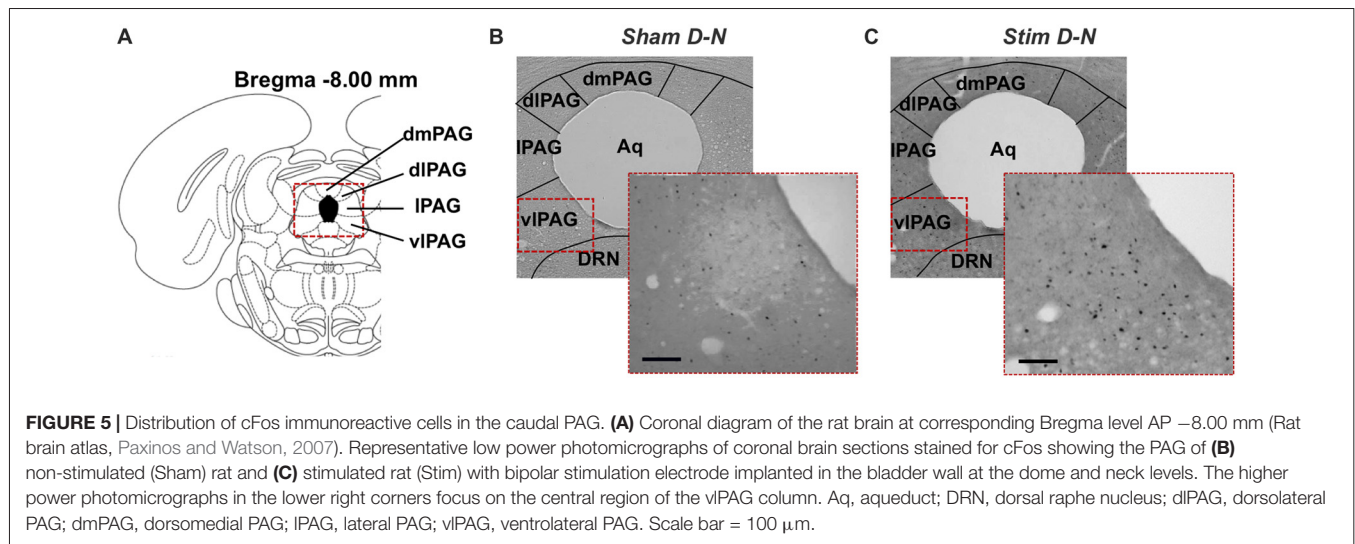 A
Bregma -8.00 mm
dmPAG
dlPAG
lPAG
vlPAG
B
Sham D-N
dmPAG
dlPAG
lPAG
Aq
vlPAG
DRN
C
Stim D-N
dmPAG
dlPAG
lPAG
Aq
vlPAG
DRN
FIGURE 5 | Distribution of cFos immunoreactive cells in the caudal PAG. (A) Coronal diagram of the rat brain at corresponding Bregma level AP −8.00 mm (Rat
brain atlas, Paxinos and Watson, 2007). Representative low power photomicrographs of coronal brain sections stained for cFos showing the PAG of (B)
non-stimulated (Sham) rat and (C) stimulated rat (Stim) with bipolar stimulation electrode implanted in the bladder wall at the dome and neck levels. The higher
power photomicrographs in the lower right corners focus on the central region of the vlPAG column. Aq, aqueduct; DRN, dorsal raphe nucleus; dlPAG, dorsolateral
PAG; dmPAG, dorsomedial PAG; lPAG, lateral PAG; vlPAG, ventrolateral PAG. Scale bar = 100 μm.